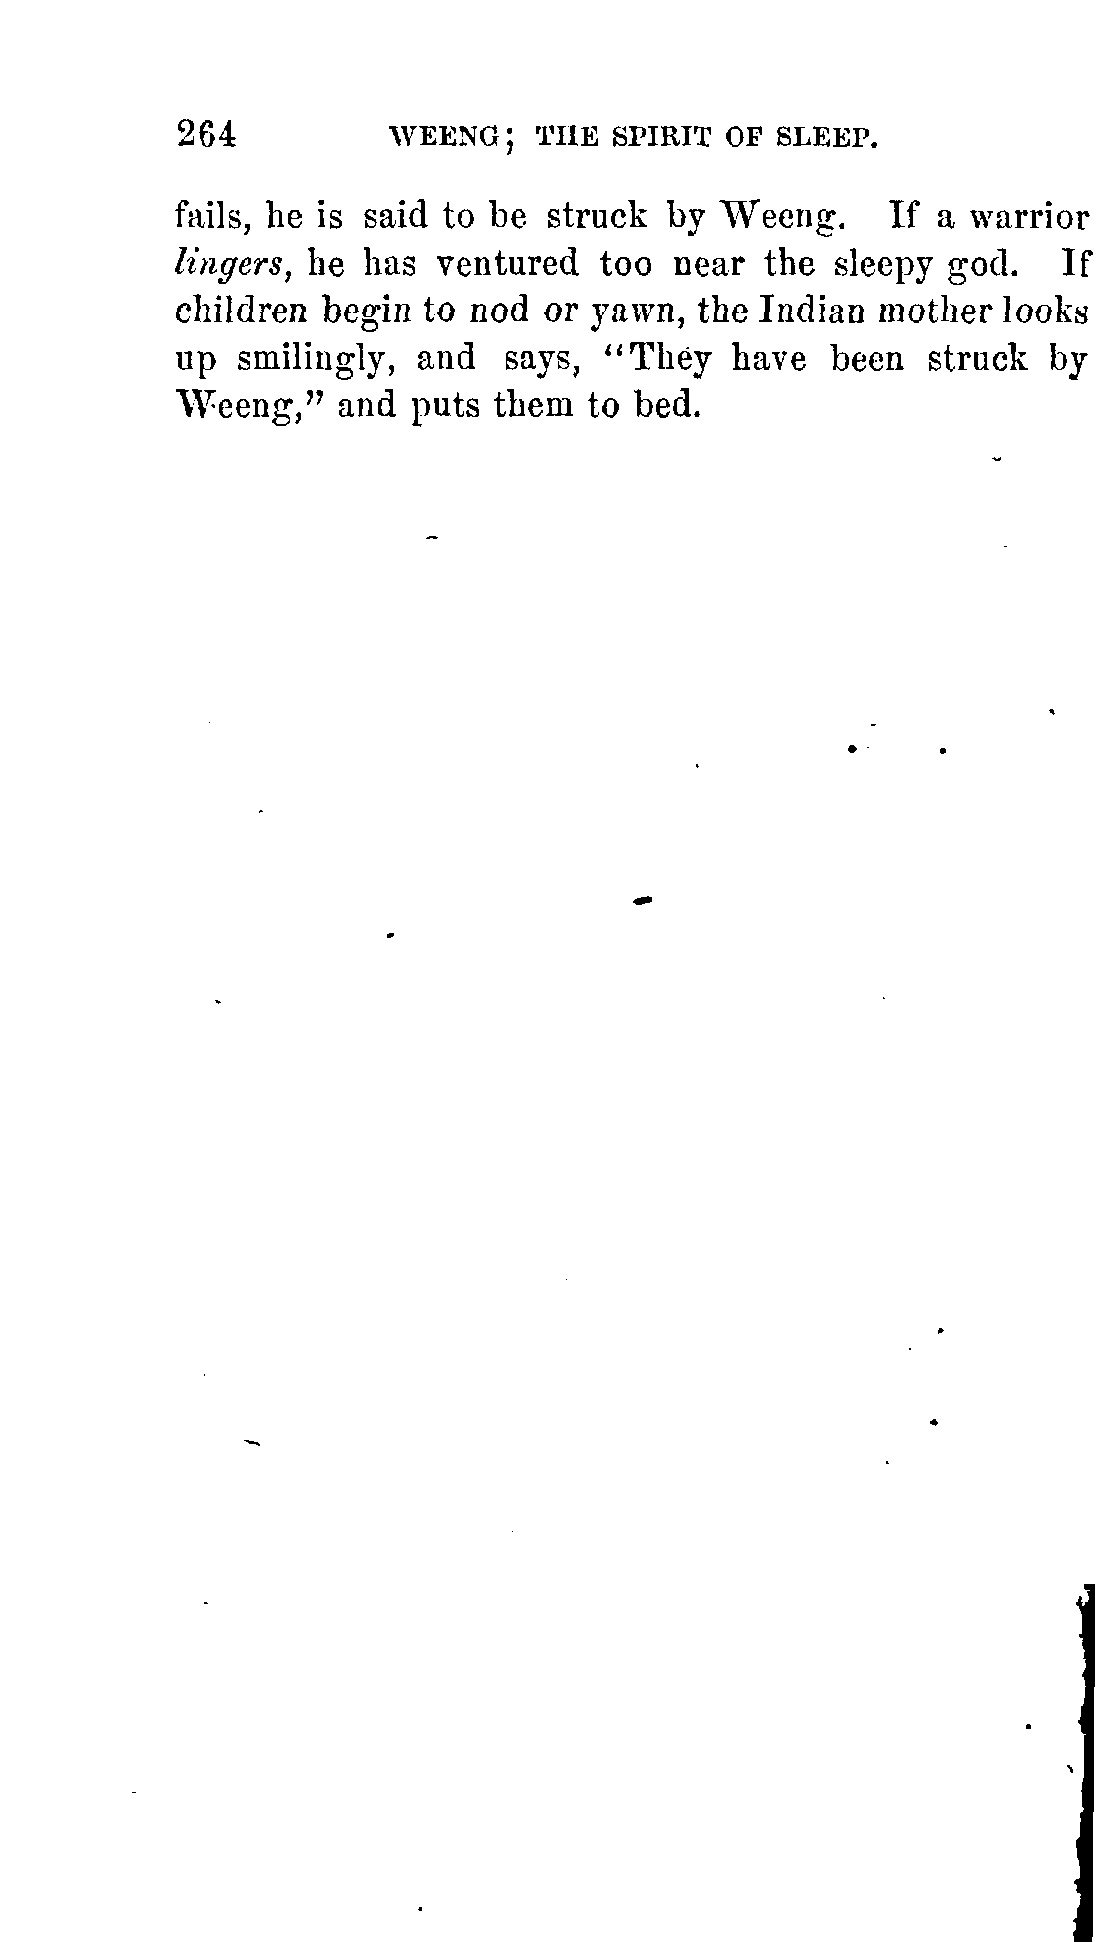 264 WEENG; THE SPIRIT OF SLEEP.
fails, he is said to be struck by Weeng. If a warrior
lingers, he has ventured too near the sleepy god. If
children begin to nod or yawn, the Indian mother looks
up smilingly, and says, “They have been struck by
Weeng,” and puts them to bed.